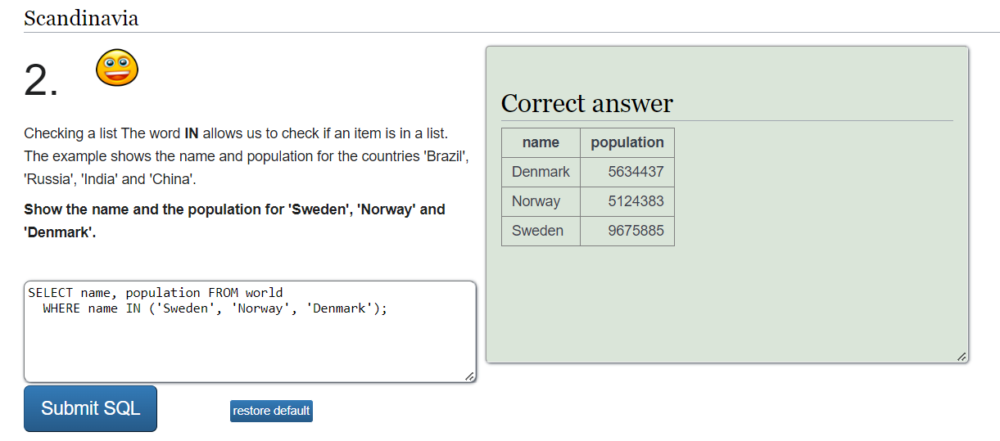 Scandinavia
2.
Checking a list The word IN allows us to check if an item is in a list.
The example shows the name and population for the countries 'Brazil',
'Russia', 'India' and 'China'.
Show the name and the population for 'Sweden', 'Norway' and
'Denmark'.
SELECT name, population FROM world
WHERE name IN ('Sweden', 'Norway', 'Denmark');
Submit SQL
restore default
Correct answer
name population
Denmark 5634437
Norway 5124383
Sweden 9675885